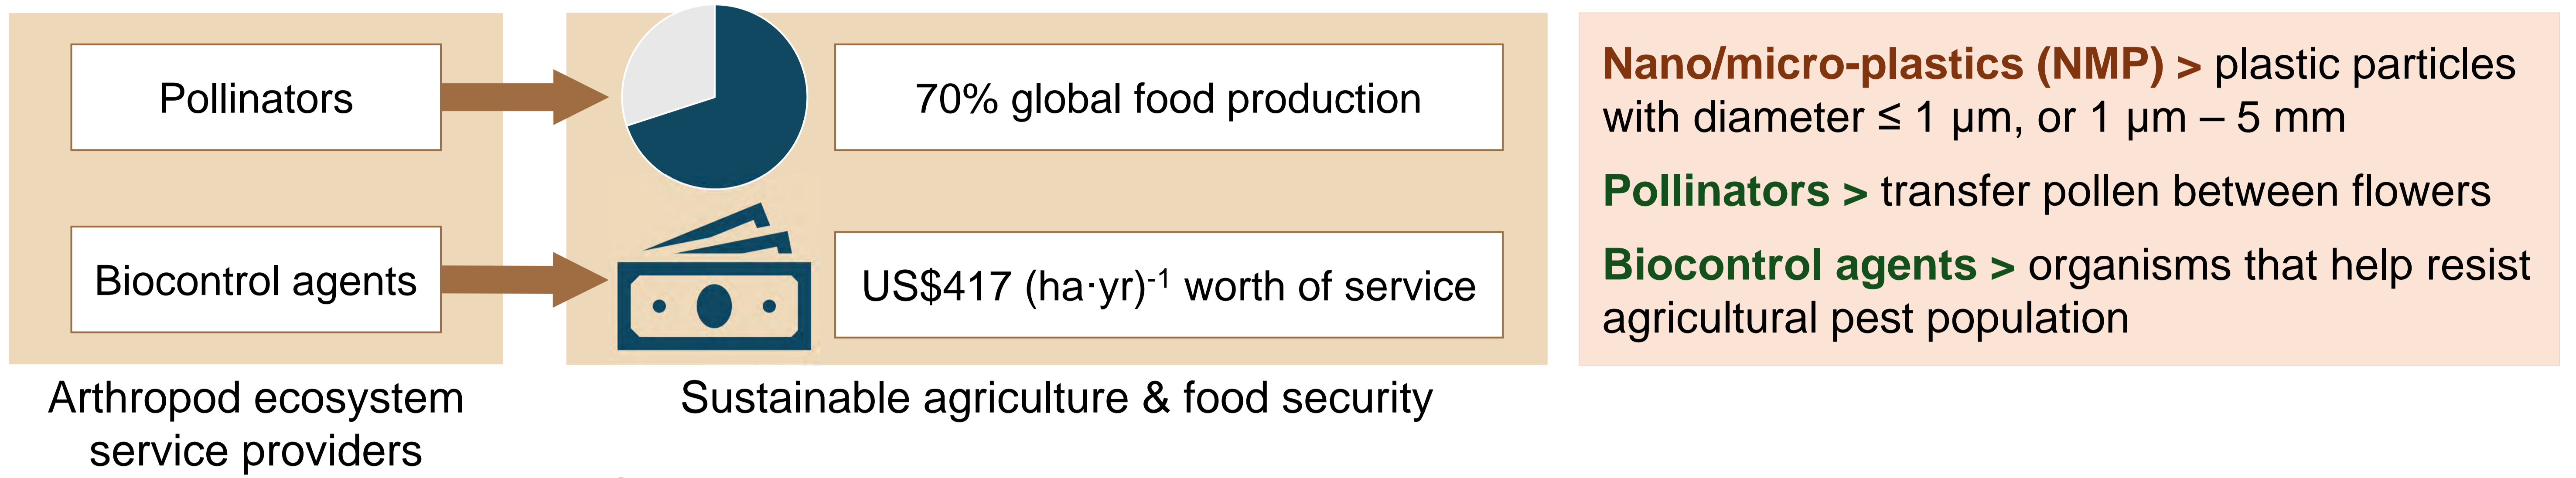 Pollinators
70% global food production
Biocontrol agents
US$417 (ha·yr)⁻¹ worth of service
Arthropod ecosystem
service providers
Sustainable agriculture & food security
Nano/micro-plastics (NMP) > plastic particles
with diameter ≤ 1 μm, or 1 μm – 5 mm
Pollinators > transfer pollen between flowers
Biocontrol agents > organisms that help resist
agricultural pest population